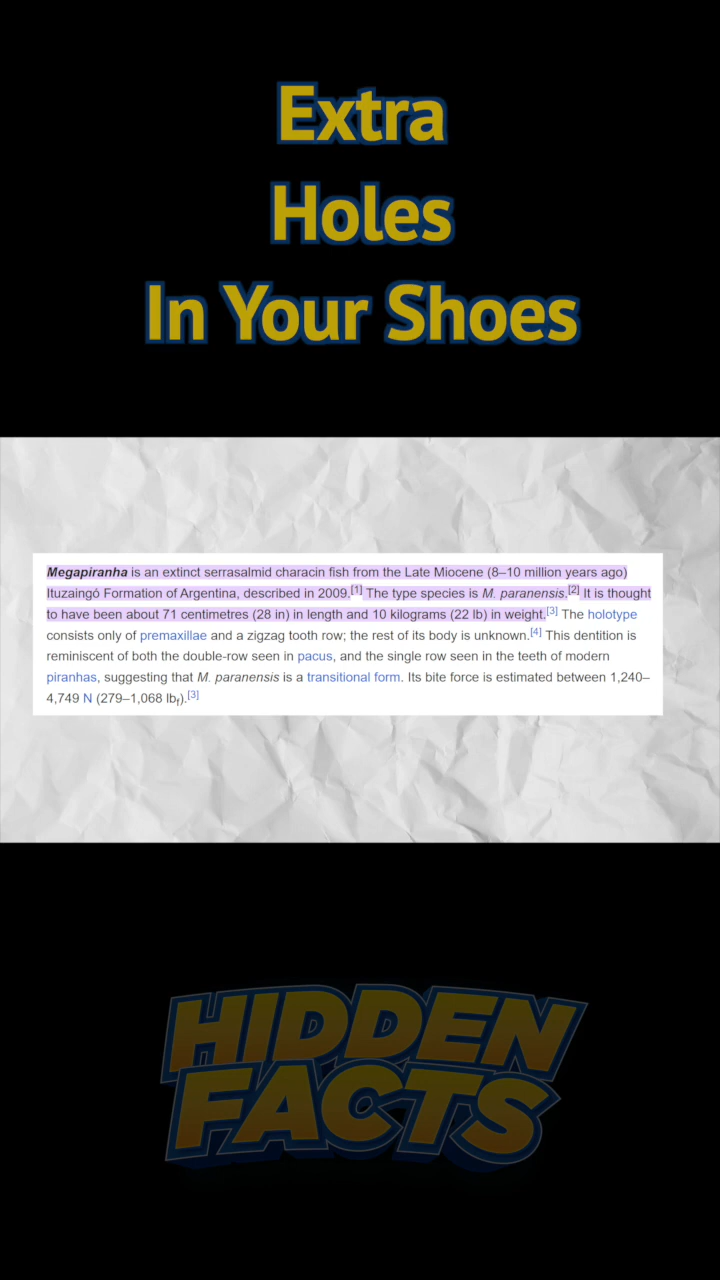 Extra
Holes
In Your Shoes
Megapiranha is an extinct serrasalmid characin fish from the Late Miocene (8–10 million years ago)
Ituzaingó Formation of Argentina, described in 2009.[1] The type species is M. paranensis.[2] It is thought
to have been about 71 centimetres (28 in) in length and 10 kilograms (22 lb) in weight.[3] The holotype
consists only of premaxillae and a zigzag tooth row; the rest of its body is unknown.[4] This dentition is
reminiscent of both the double-row seen in pacus, and the single row seen in the teeth of modern
piranhas, suggesting that M. paranensis is a transitional form. Its bite force is estimated between 1,240–
4,749 N (279–1,068 lbf).[3]
HIDDEN
FACTS